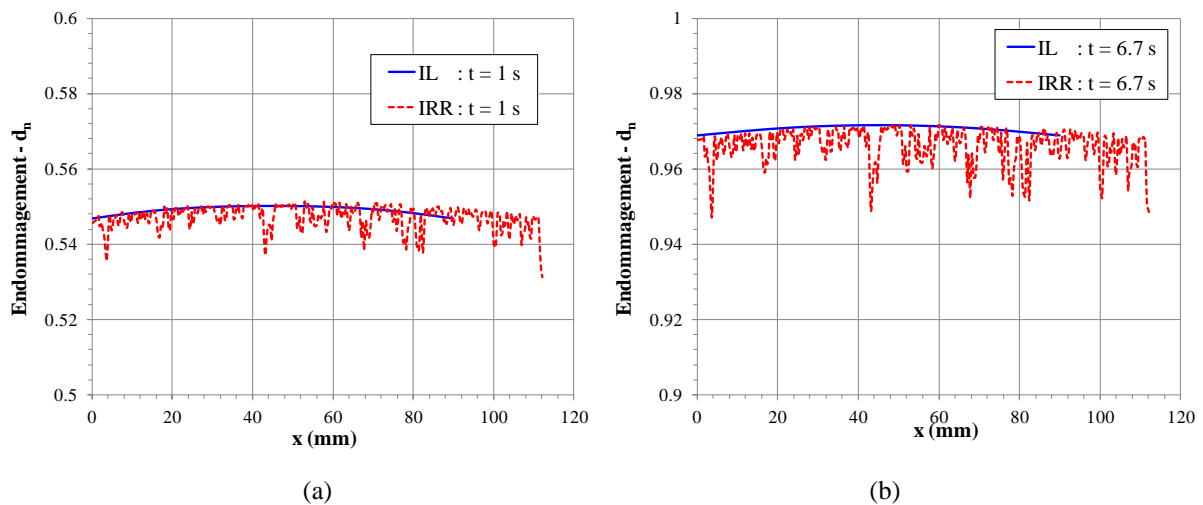 0.6
0.58
0.56
0.54
0.52
0.5
Endommagement - dn
0 20 40 60 80 100 120
x (mm)
IL : t = 1 s
IRR : t = 1 s
(a)
1
0.98
0.96
0.94
0.92
0.9
Endommagement - dn
0 20 40 60 80 100 120
x (mm)
IL : t = 6.7 s
IRR : t = 6.7 s
(b)